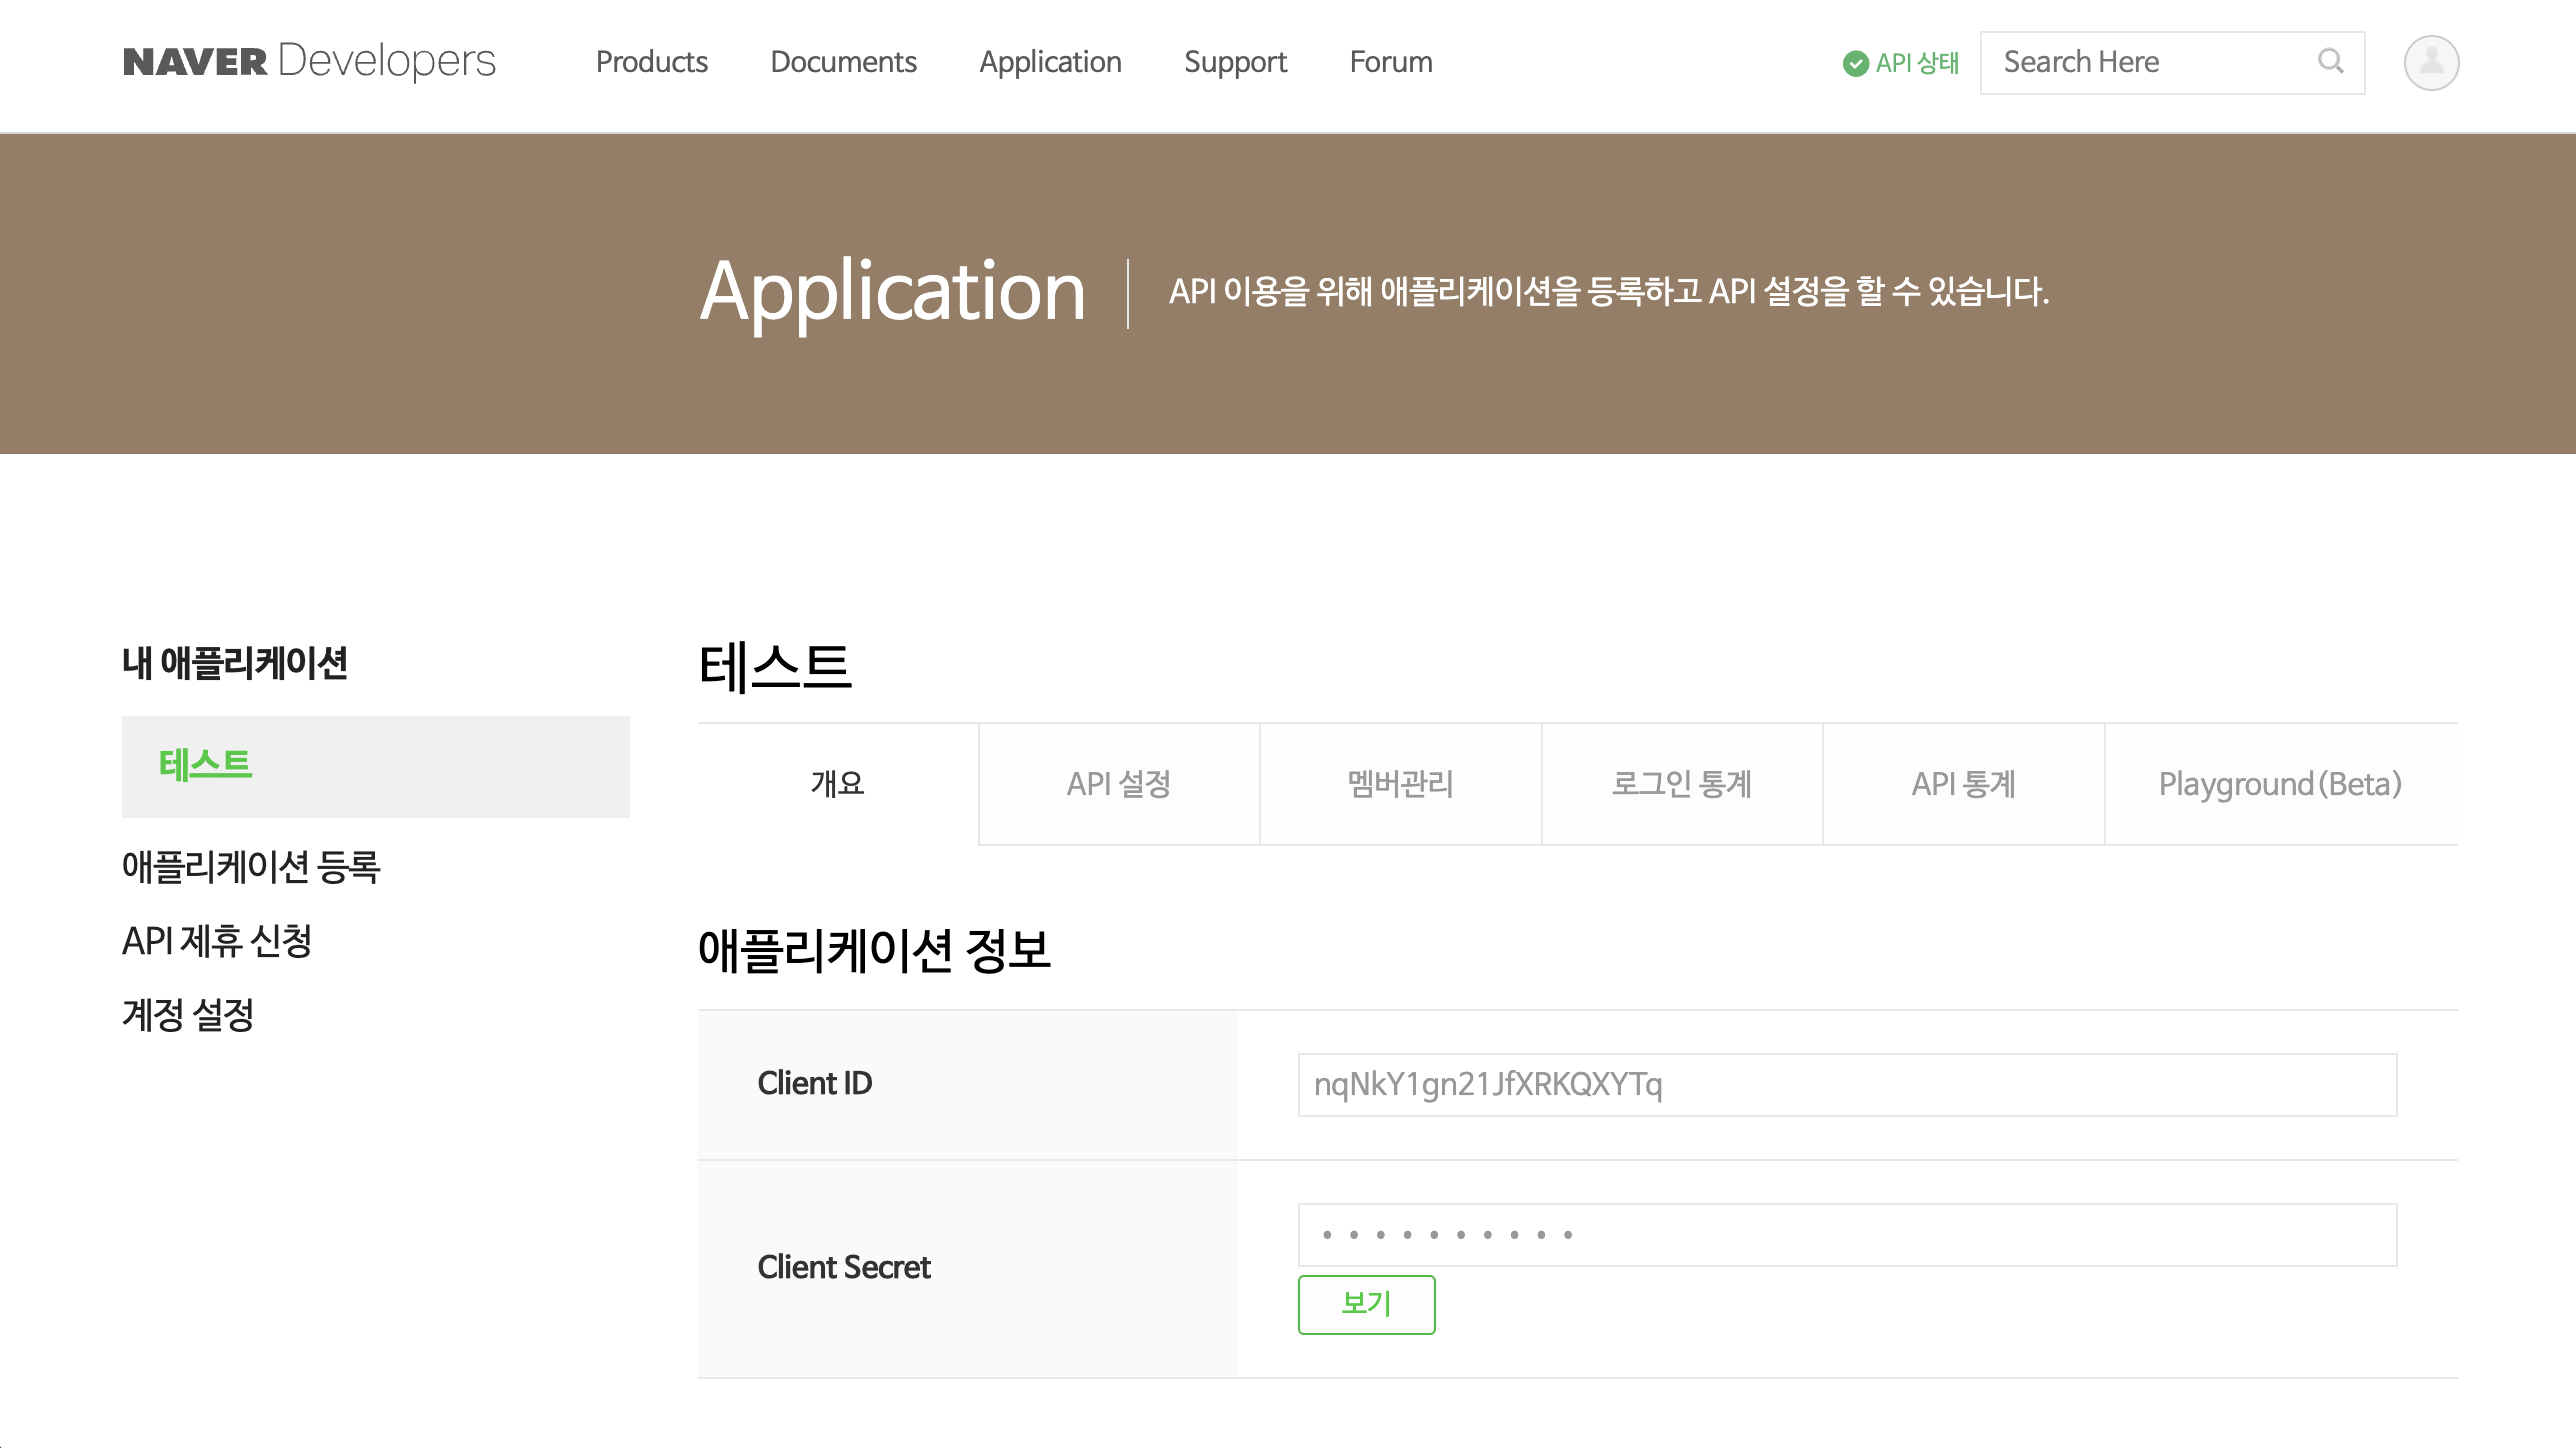 NAVER Developers
Products
Documents
Application
Support
Forum
API 상태
Search Here
Application
API 이용을 위해 애플리케이션을 등록하고 API 설정을 할 수 있습니다.
내 애플리케이션
테스트
애플리케이션 등록
API 제휴 신청
계정 설정
테스트
개요
API 설정
멤버관리
로그인 통계
API 통계
Playground(Beta)
애플리케이션 정보
Client ID
nqNkY1gn21JfXRKQXYTq
Client Secret
••••••••••
보기